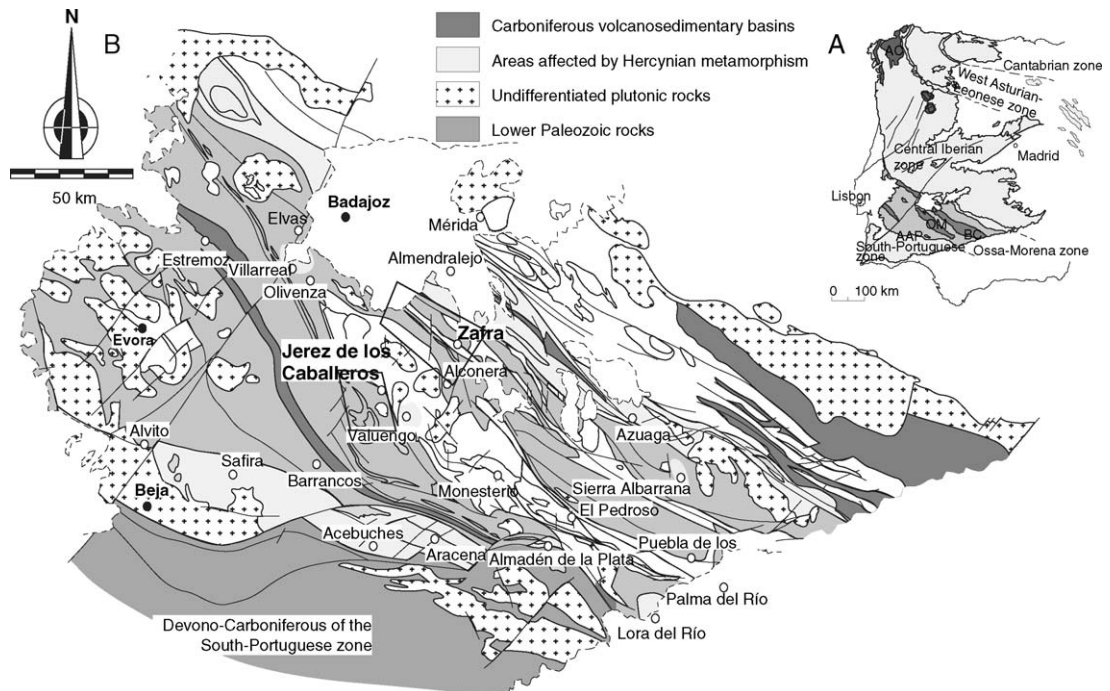 N
B
50 km
Carboniferous volcanosedimentary basins
Areas affected by Hercynian metamorphism
Undifferentiated plutonic rocks
Lower Paleozoic rocks
A
AO
Cantabrian zone
West Asturian-
Leonese zone
Central Iberian
zone
Madrid
Lisbon
OM
BC
AAP
South-Portuguese
zone
Ossa-Morena zone
0 100 km
Badajoz
Elvas
Mérida
Estremoz
Villarreal
Almendralejo
Olivenza
Evora
Zafra
Jerez de los
Caballeros
Alconera
Alvito
Valuengo
Azuaga
Safira
Barrancos
Beja
Monesterio
Sierra Albarrana
El Pedroso
Acebuches
Aracena
Almadén de la Plata
Puebla de los
Palma del Río
Lora del Río
Devono-Carboniferous of the
South-Portuguese zone